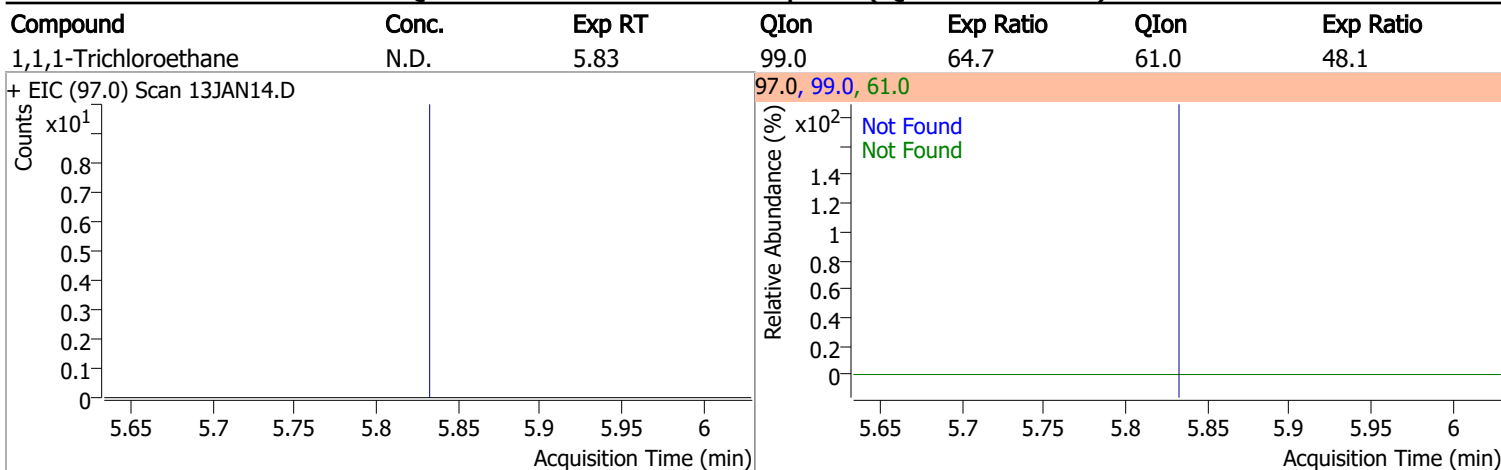 Compound Conc. Exp RT QIon Exp Ratio QIon Exp Ratio
1,1,1-Trichloroethane N.D. 5.83 99.0 64.7 61.0 48.1
+ EIC (97.0) Scan 13JAN14.D
Counts
x10¹
0.8
0.7
0.6
0.5
0.4
0.3
0.2
0.1
0
5.65 5.7 5.75 5.8 5.85 5.9 5.95 6
Acquisition Time (min)
97.0, 99.0, 61.0
Relative Abundance (%)
x10²
Not Found
Not Found
1.4
1.2
1
0.8
0.6
0.4
0.2
0
5.65 5.7 5.75 5.8 5.85 5.9 5.95 6
Acquisition Time (min)